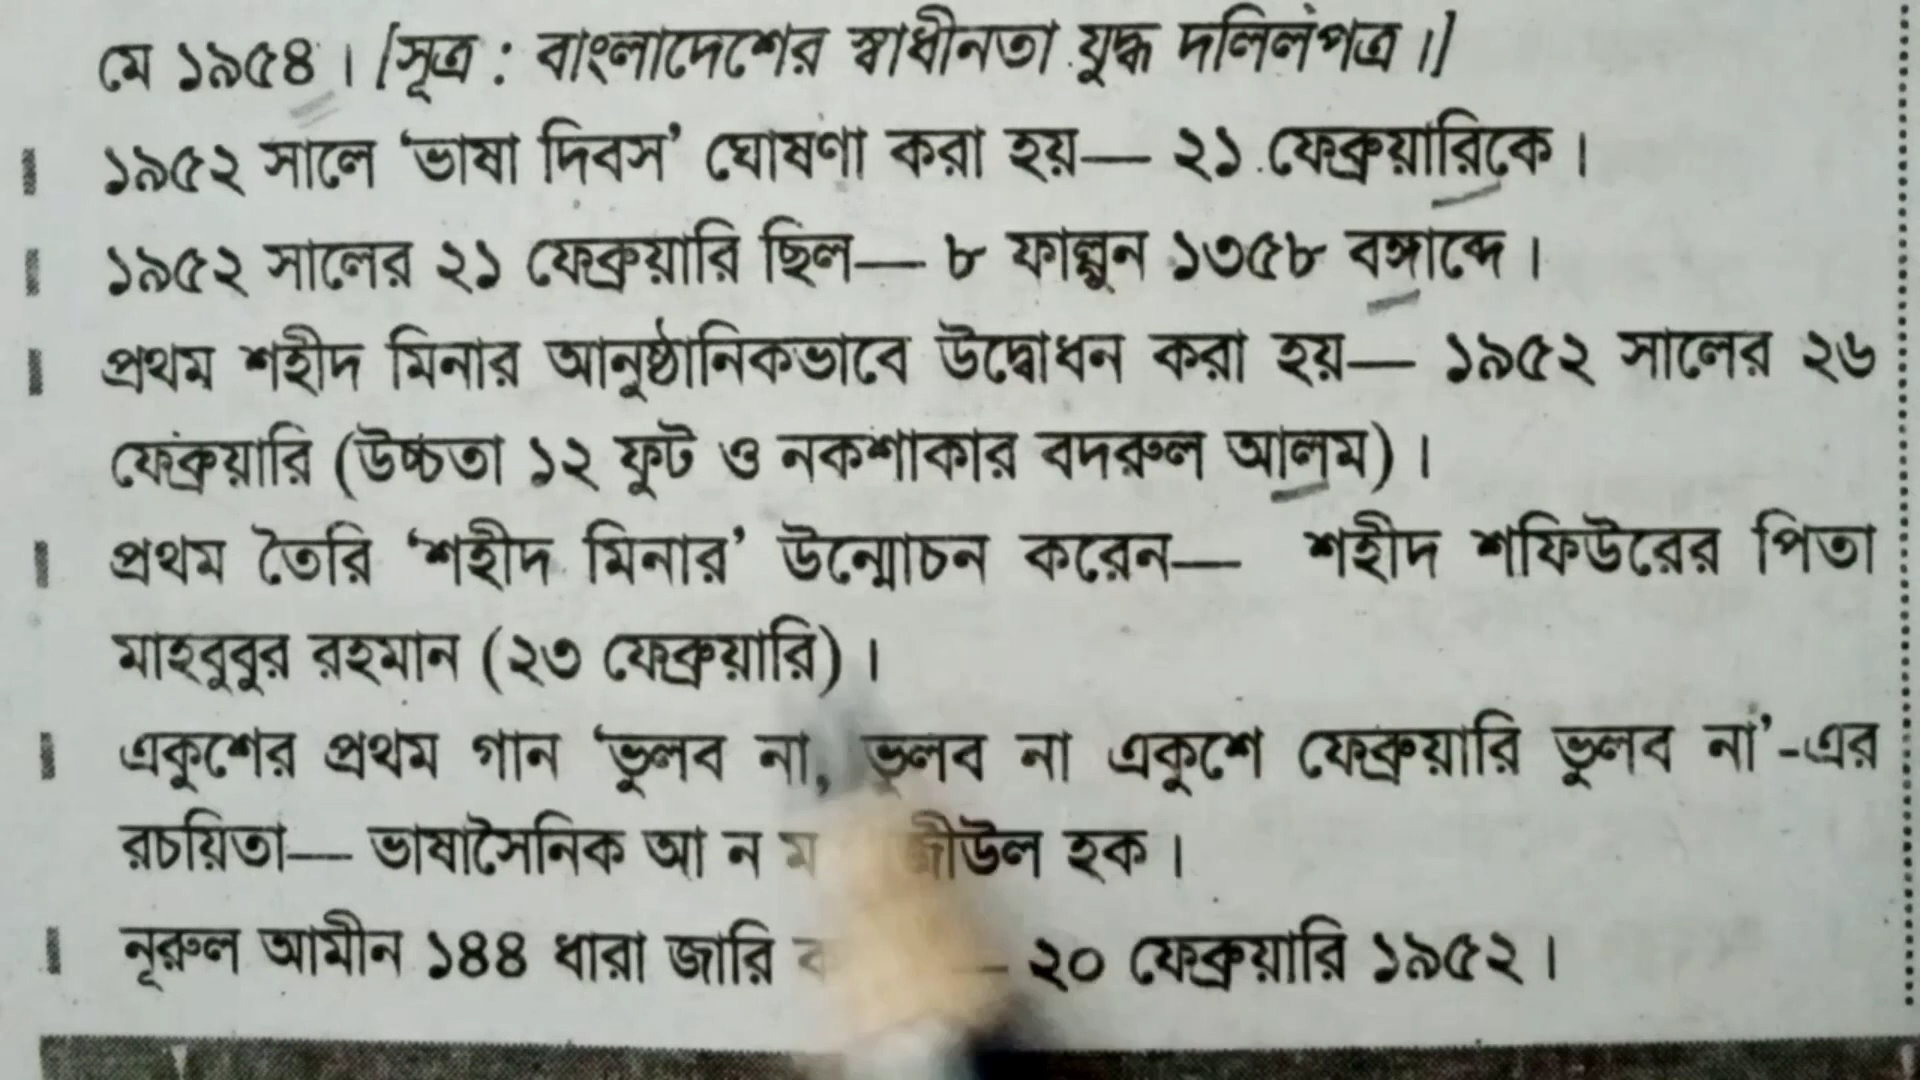 মে ১৯৫৪। [সূত্র : বাংলাদেশের স্বাধীনতা যুদ্ধ দলিলপত্র।]
১৯৫২ সালে ‘ভাষা দিবস’ ঘোষণা করা হয়— ২১ ফেব্রুয়ারিকে।
১৯৫২ সালের ২১ ফেব্রুয়ারি ছিল— ৮ ফাল্গুন ১৩৫৮ বঙ্গাব্দে।
প্রথম শহীদ মিনার আনুষ্ঠানিকভাবে উদ্বোধন করা হয়— ১৯৫২ সালের ২৬
ফেব্রুয়ারি (উচ্চতা ১২ ফুট ও নকশাকার বদরুল আলম)।
প্রথম তৈরি ‘শহীদ মিনার’ উন্মোচন করেন— শহীদ শফিউরের পিতা
মাহবুবুর রহমান (২৩ ফেব্রুয়ারি)।
একুশের প্রথম গান ‘ভুলব না, ভুলব না একুশে ফেব্রুয়ারি ভুলব না’-এর
রচয়িতা— ভাষাসৈনিক আ ন ম হক।
নূরুল আমীন ১৪৪ ধারা জারি — ২০ ফেব্রুয়ারি ১৯৫২।